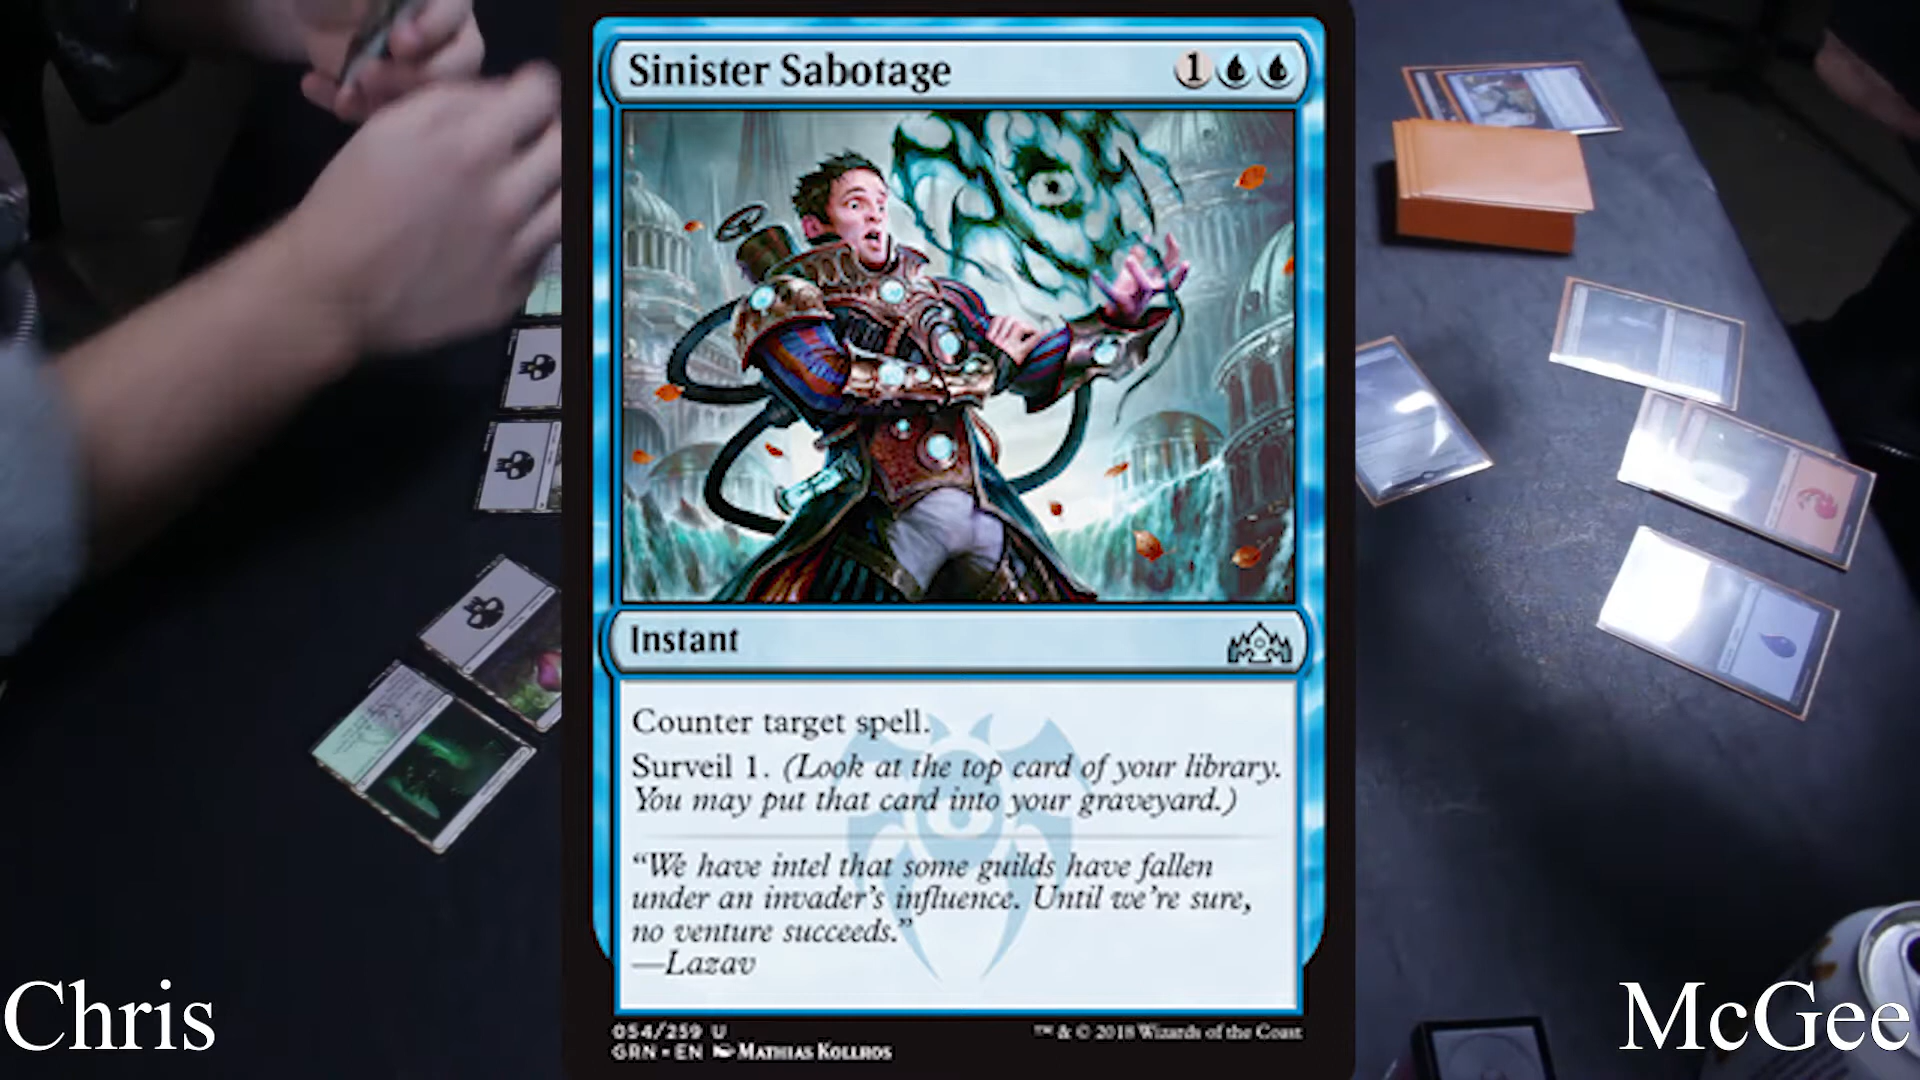 Sinister Sabotage 1
Instant
Counter target spell.
Surveil 1. (Look at the top card of your library.
You may put that card into your graveyard.)
“We have intel that some guilds have fallen
under an invader’s influence. Until we’re sure,
no venture succeeds.”
—Lazav
054/259 U
™ & © 2018 Wizards of the Coast
GRN • EN Mathias Kollros
Chris
McGee